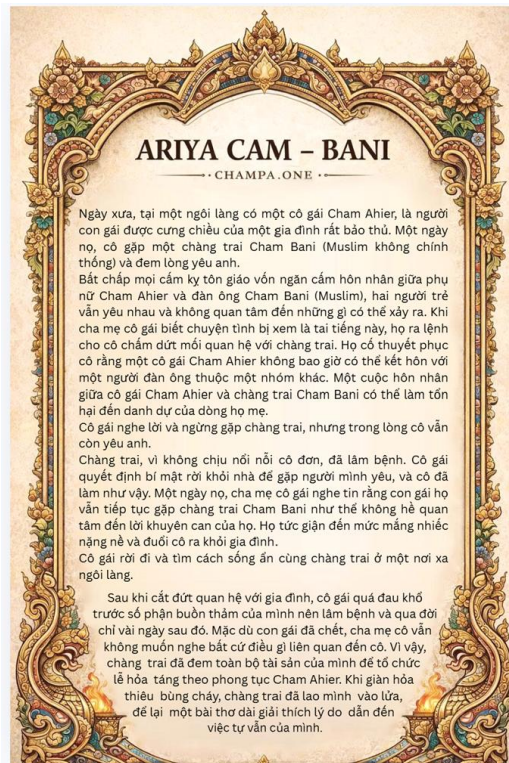 ARIYA CAM – BANI
CHAMPA.ONE
Ngày xưa, tại một ngôi làng có một cô gái Cham Ahier, là người
con gái được cưng chiều của một gia đình rất bảo thủ. Một ngày
nọ, cô gặp một chàng trai Cham Bani (Muslim không chính
thống) và đem lòng yêu anh.
Bất chấp mọi cấm kỵ tôn giáo vốn ngăn cấm hôn nhân giữa phụ
nữ Cham Ahier và đàn ông Cham Bani (Muslim), hai người trẻ
vẫn yêu nhau và không quan tâm đến những gì có thể xảy ra. Khi
cha mẹ cô gái biết chuyện tình bị xem là tai tiếng này, họ ra lệnh
cho cô chấm dứt mối quan hệ với chàng trai. Họ cố thuyết phục
cô rằng một cô gái Cham Ahier không bao giờ có thể kết hôn với
một người đàn ông thuộc một nhóm khác. Một cuộc hôn nhân
giữa cô gái Cham Ahier và chàng trai Cham Bani có thể làm tổn
hại đến danh dự của dòng họ mẹ.
Cô gái nghe lời và ngừng gặp chàng trai, nhưng trong lòng cô vẫn
còn yêu anh.
Chàng trai, vì không chịu nổi nỗi cô đơn, đã lâm bệnh. Cô gái
quyết định bí mật rời khỏi nhà để gặp người mình yêu, và cô đã
làm như vậy. Một ngày nọ, cha mẹ cô gái nghe tin rằng con gái họ
vẫn tiếp tục gặp chàng trai Cham Bani như thể không hề quan
tâm đến lời khuyên can của họ. Họ tức giận đến mức mắng nhiếc
nặng nề và đuổi cô ra khỏi gia đình.
Cô gái rời đi và tìm cách sống ẩn cùng chàng trai ở một nơi xa
ngôi làng.
Sau khi cắt đứt quan hệ với gia đình, cô gái quá đau khổ
trước số phận buồn thảm của mình nên lâm bệnh và qua đời
chỉ vài ngày sau đó. Mặc dù con gái đã chết, cha mẹ cô vẫn
không muốn nghe bất cứ điều gì liên quan đến cô. Vì vậy,
chàng trai đã đem toàn bộ tài sản của mình để tổ chức
lễ hỏa táng theo phong tục Cham Ahier. Khi giàn hỏa
thiêu bùng cháy, chàng trai đã lao mình vào lửa,
để lại một bài thơ dài giải thích lý do dẫn đến
việc tự vẫn của mình.